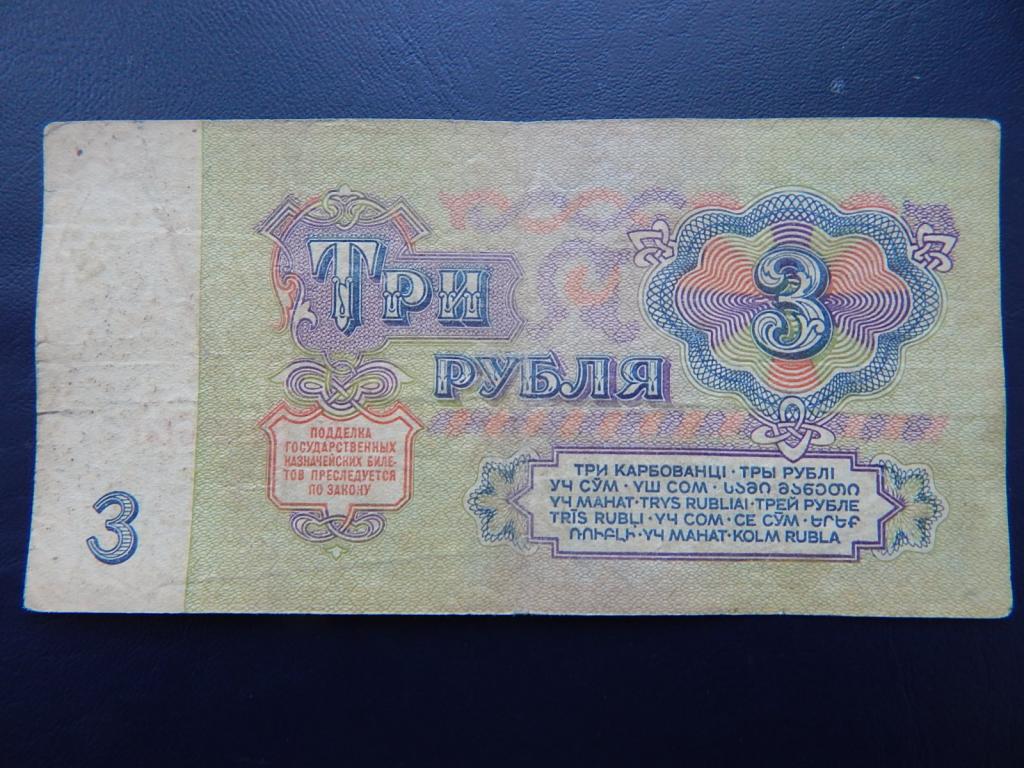 Три
РУБЛЯ
3
ПОДДЕЛКА
ГОСУДАРСТВЕННЫХ
КАЗНАЧЕЙСКИХ БИЛЕ-
ТОВ ПРЕСЛЕДУЕТСЯ
ПО ЗАКОНУ
ТРИ КАРБОВАНЦІ · ТРЫ РУБЛІ
УЧ СЎМ · ҮШ СОМ · ᲡᲐᲛᲘ ᲛᲐᲜᲔᲗᲘ
ҮЧ МАНАТ · TRYS RUBLIAI · ТРЕЙ РУБЛЕ
TRĪS RUBĻI · ҮЧ СОМ · СЕ СӮМ · ԵՐԵՔ
ՌՈՒԲԼԻ · ҮЧ МАНАТ · KOLM RUBLA
3